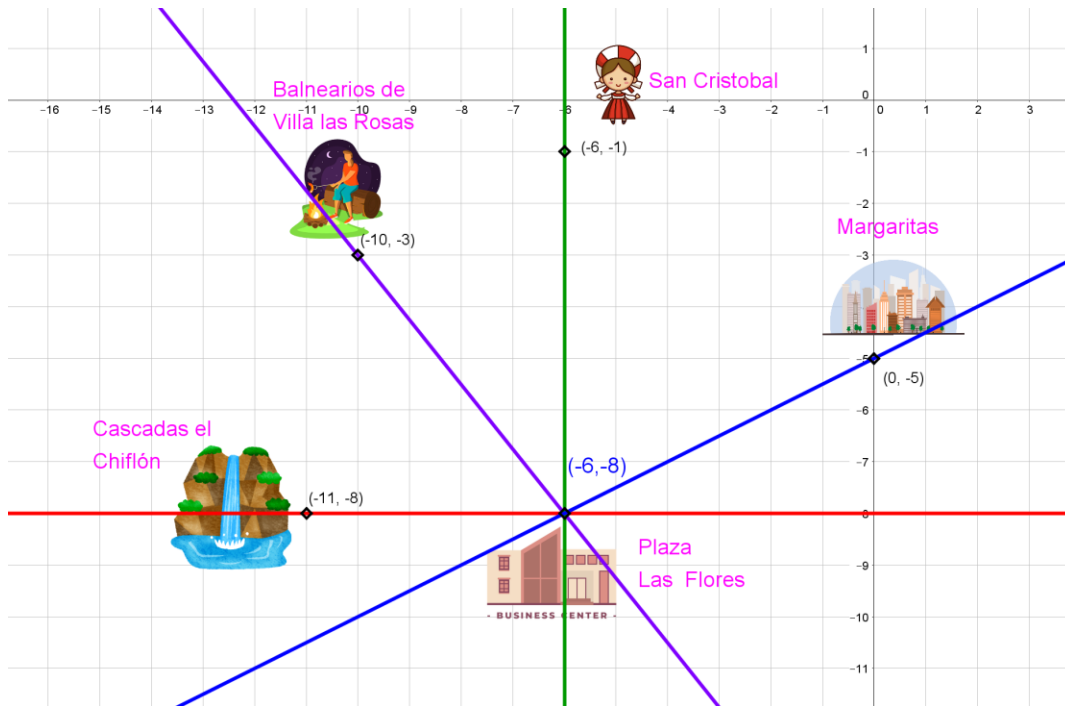 1
-16 -15 -14 -13 -12 -11 -10 -9 -8 -7 -6 -5 -4 -3 -2 -1 0 0 1 2 3
Balnearios de
Villa las Rosas
San Cristobal
(-6, -1)
-1
-2
(-10, -3)
Margaritas
-3
-4
-5
(0, -5)
-6
Cascadas el
Chiflón
(-6,-8)
-7
(-11, -8)
-8
Plaza
Las Flores
-9
- BUSINESS CENTER -
-10
-11